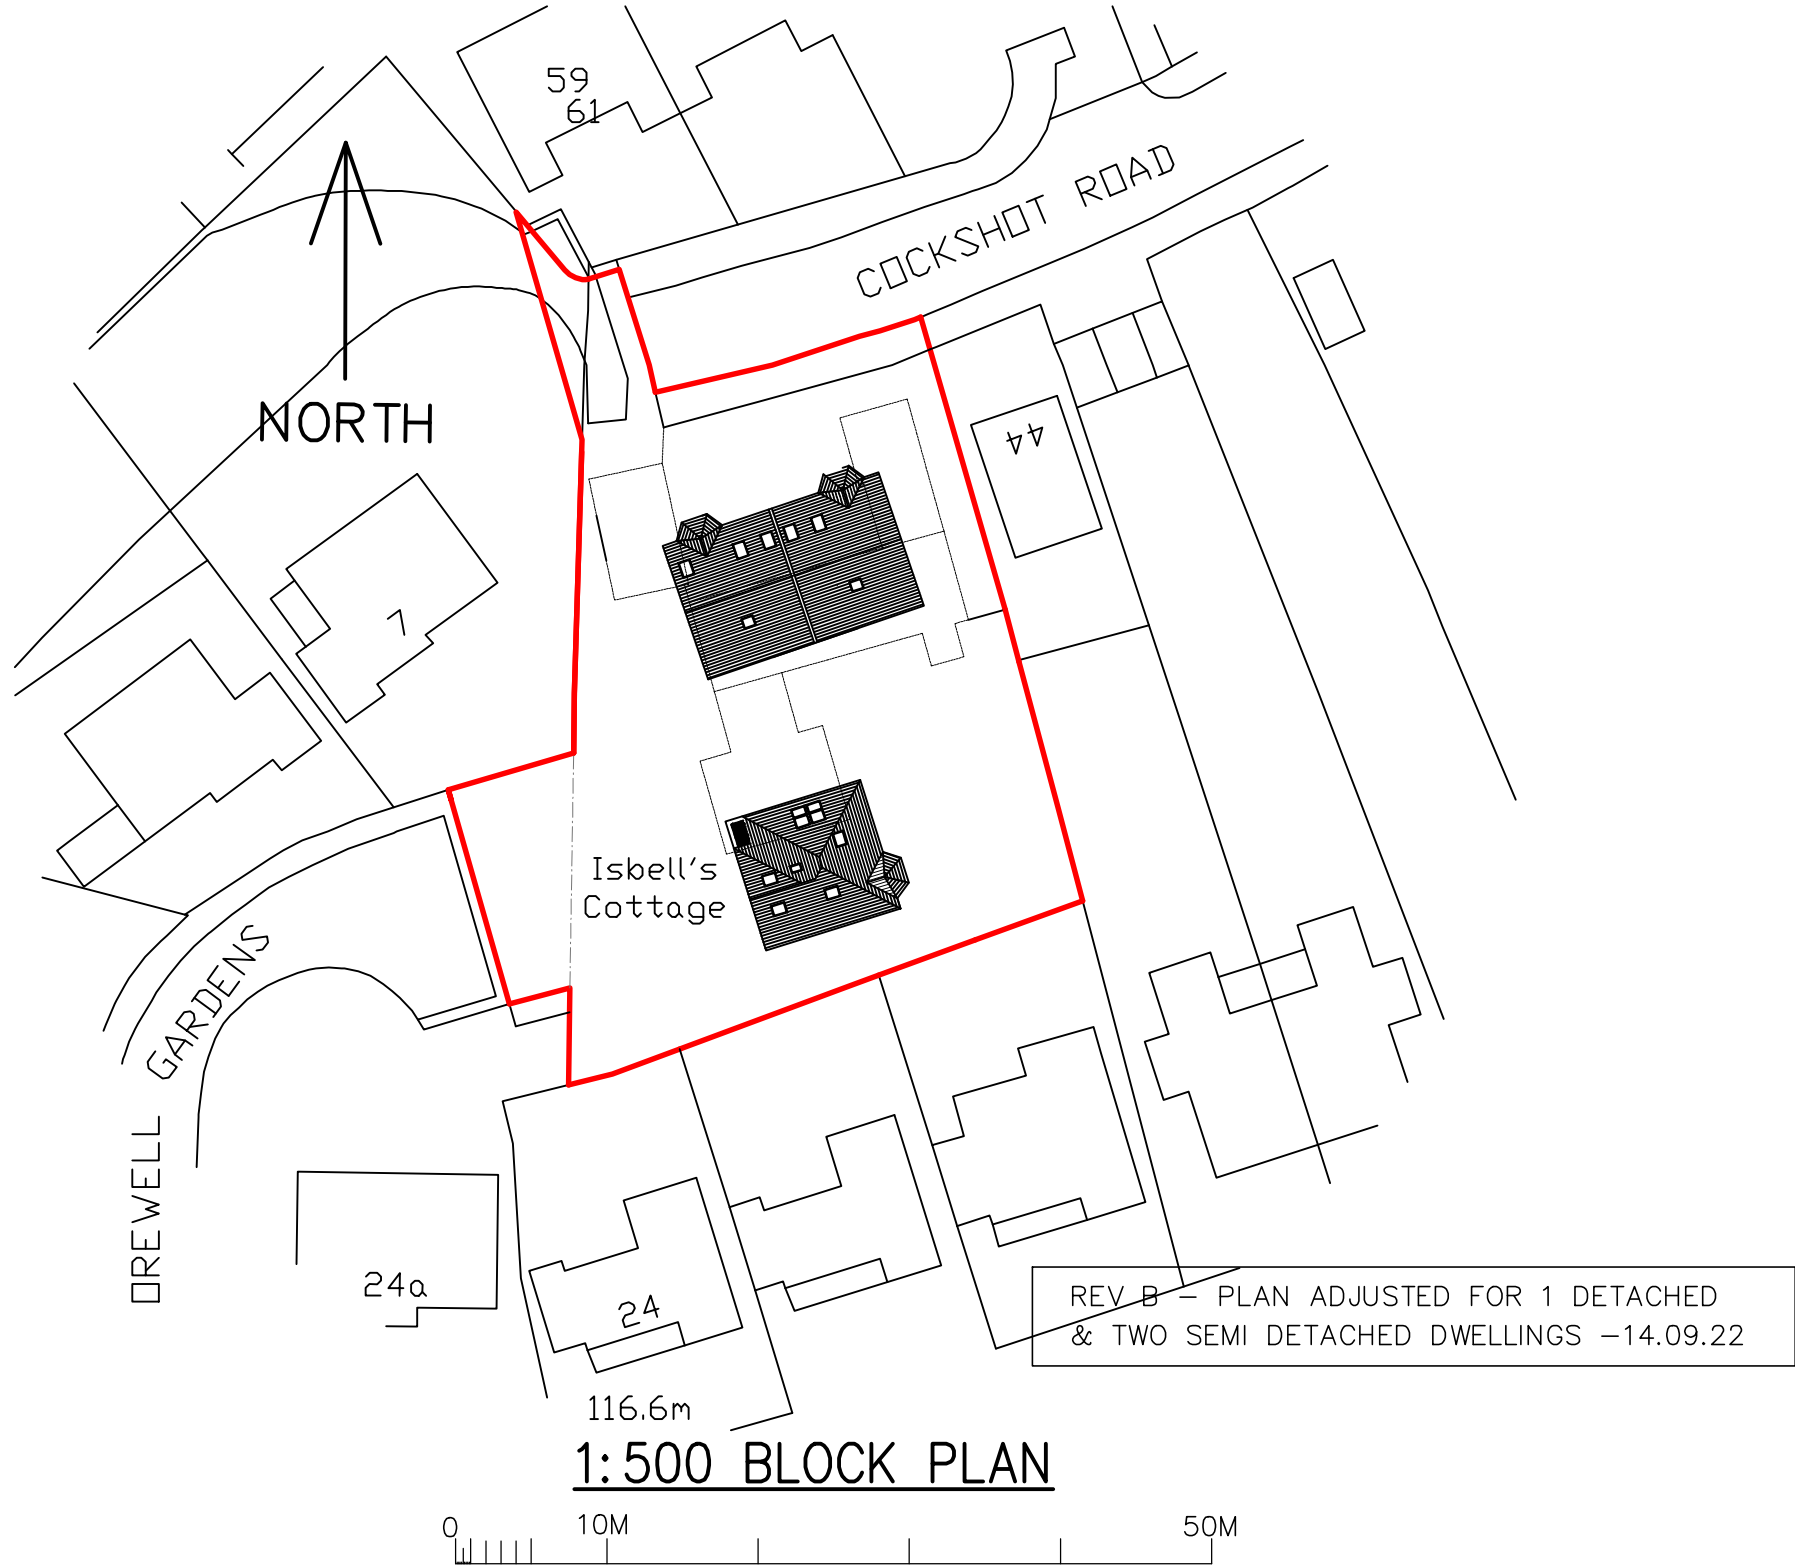 59
61
COCKSHOT ROAD
NORTH
44
7
Isbell's
Cottage
DREWELL GARDENS
24a
24
REV B - PLAN ADJUSTED FOR 1 DETACHED
& TWO SEMI DETACHED DWELLINGS -14.09.22
116.6m
1:500 BLOCK PLAN
0 10M 50M